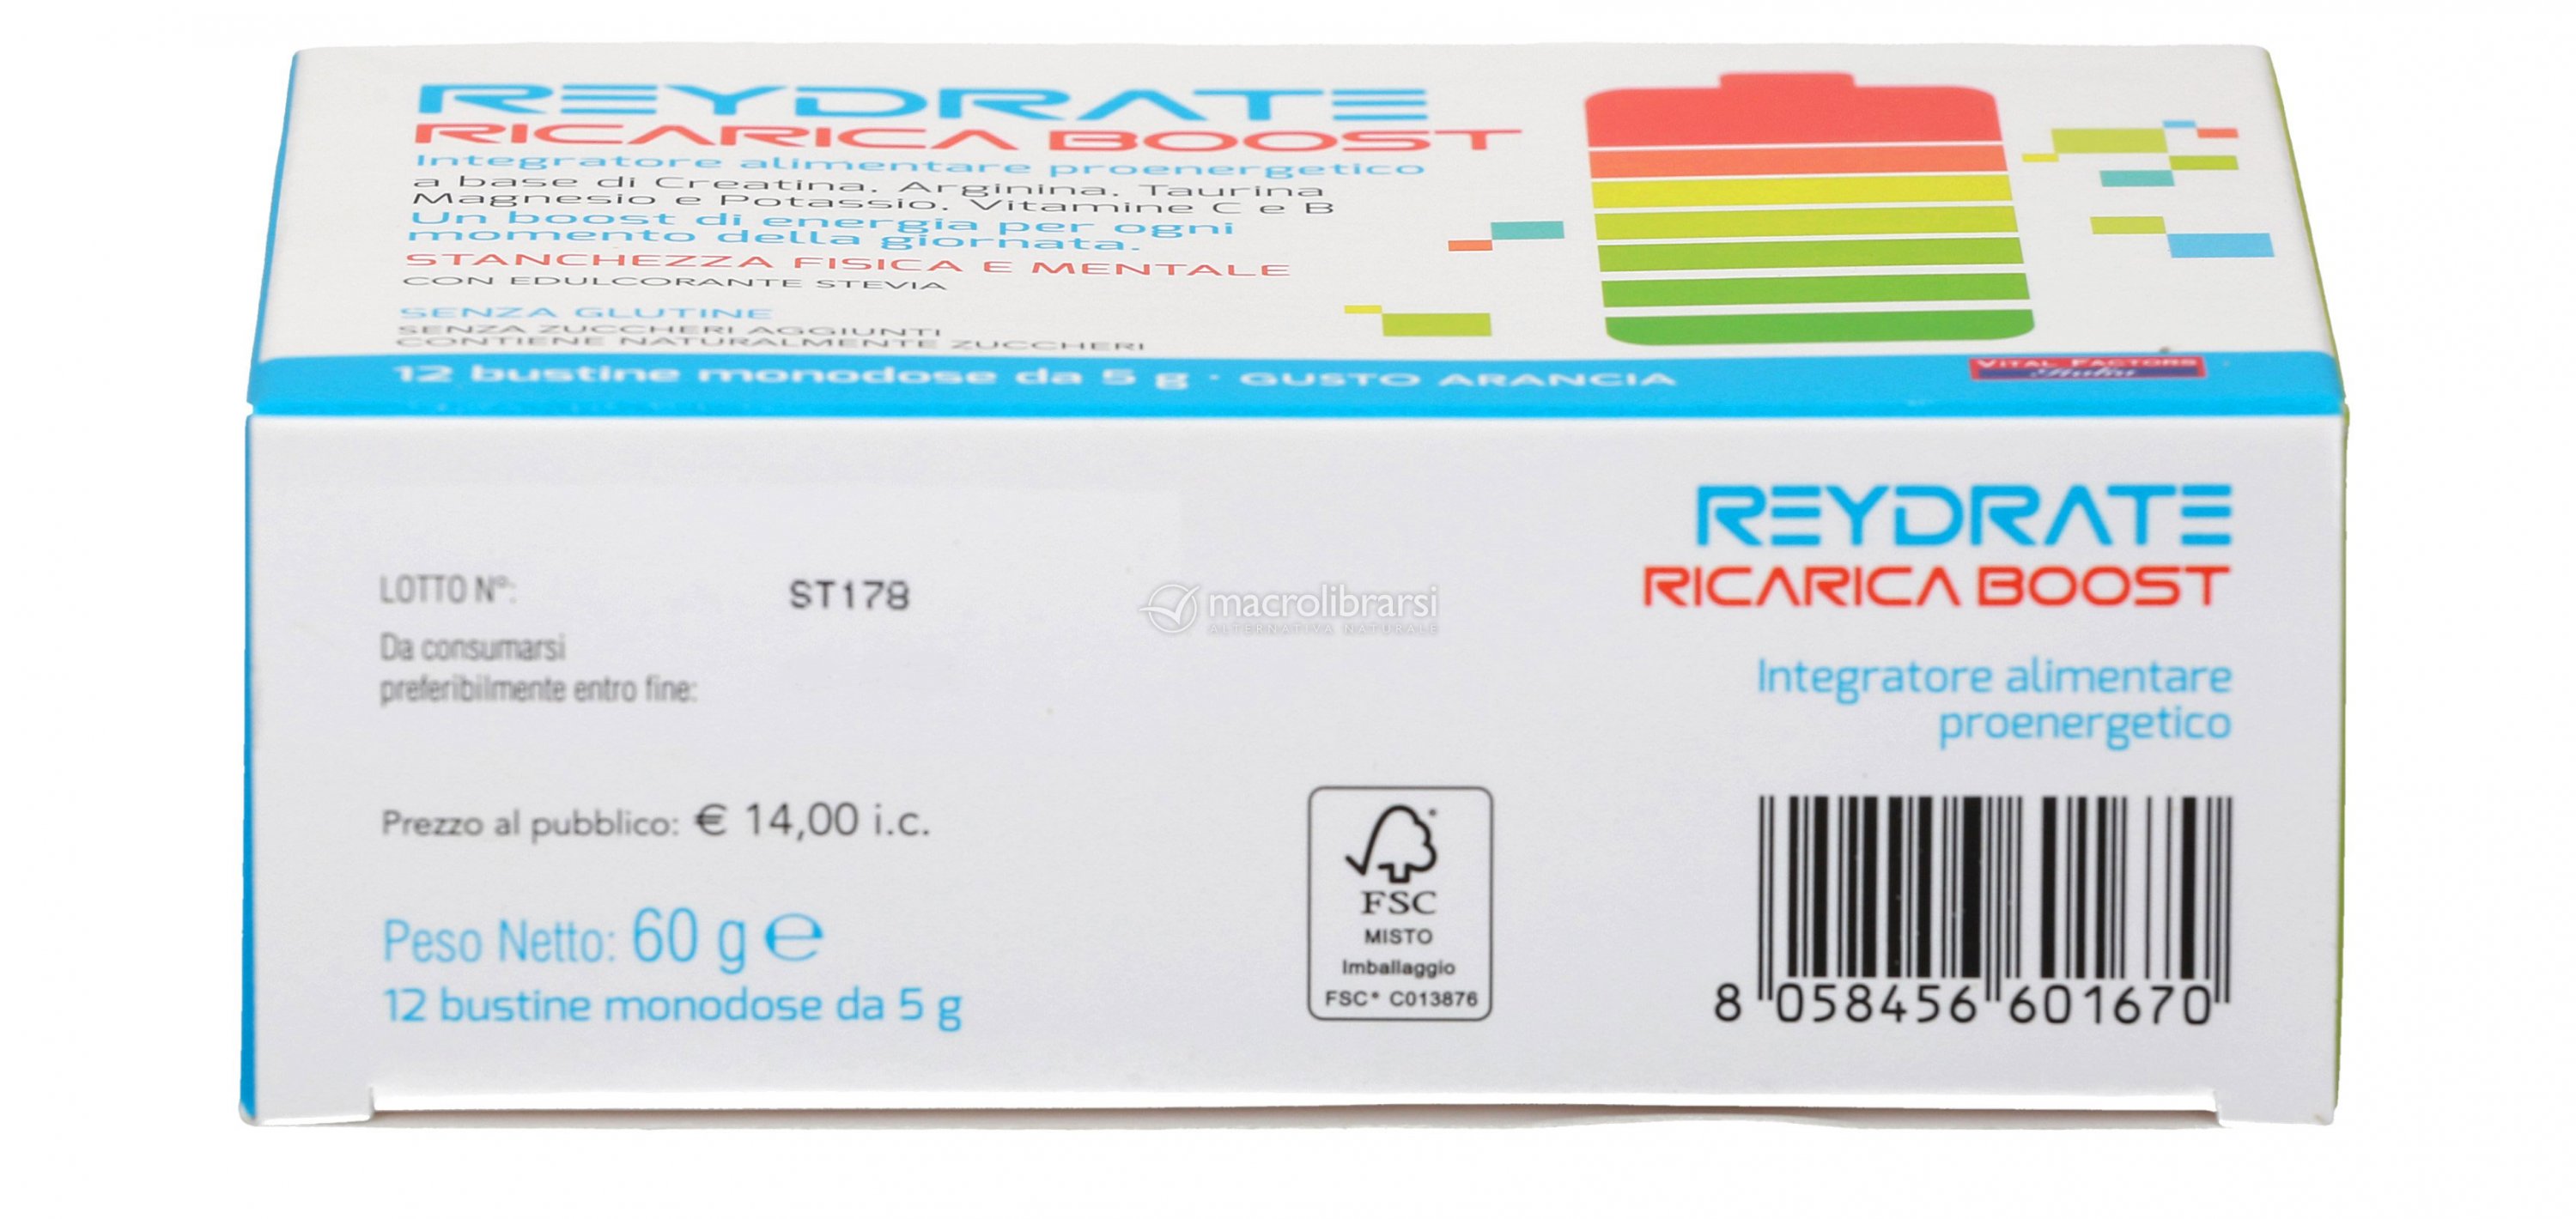 REYDRATE
RICARICA BOOST
Integratore alimentare proenergetico
a base di Creatina, Arginina, Taurina
Magnesio e Potassio, Vitamine C e B
Un boost di energia per ogni
momento della giornata.
STANCHEZZA FISICA E MENTALE
CON EDULCORANTE STEVIA
SENZA GLUTINE
SENZA ZUCCHERI AGGIUNTI
CONTIENE NATURALMENTE ZUCCHERI
12 bustine monodose da 5 g · GUSTO ARANCIA
VITAL FACTORS
Italia
REYDRATE
RICARICA BOOST
Integratore alimentare
proenergetico
LOTTO N°: ST178
Da consumarsi
preferibilmente entro fine:
macrolibrarsi
ALTERNATIVA NATURALE
Prezzo al pubblico: € 14,00 i.c.
Peso Netto: 60 g ℮
12 bustine monodose da 5 g
FSC
MISTO
Imballaggio
FSC® C013876
8 058456 601670